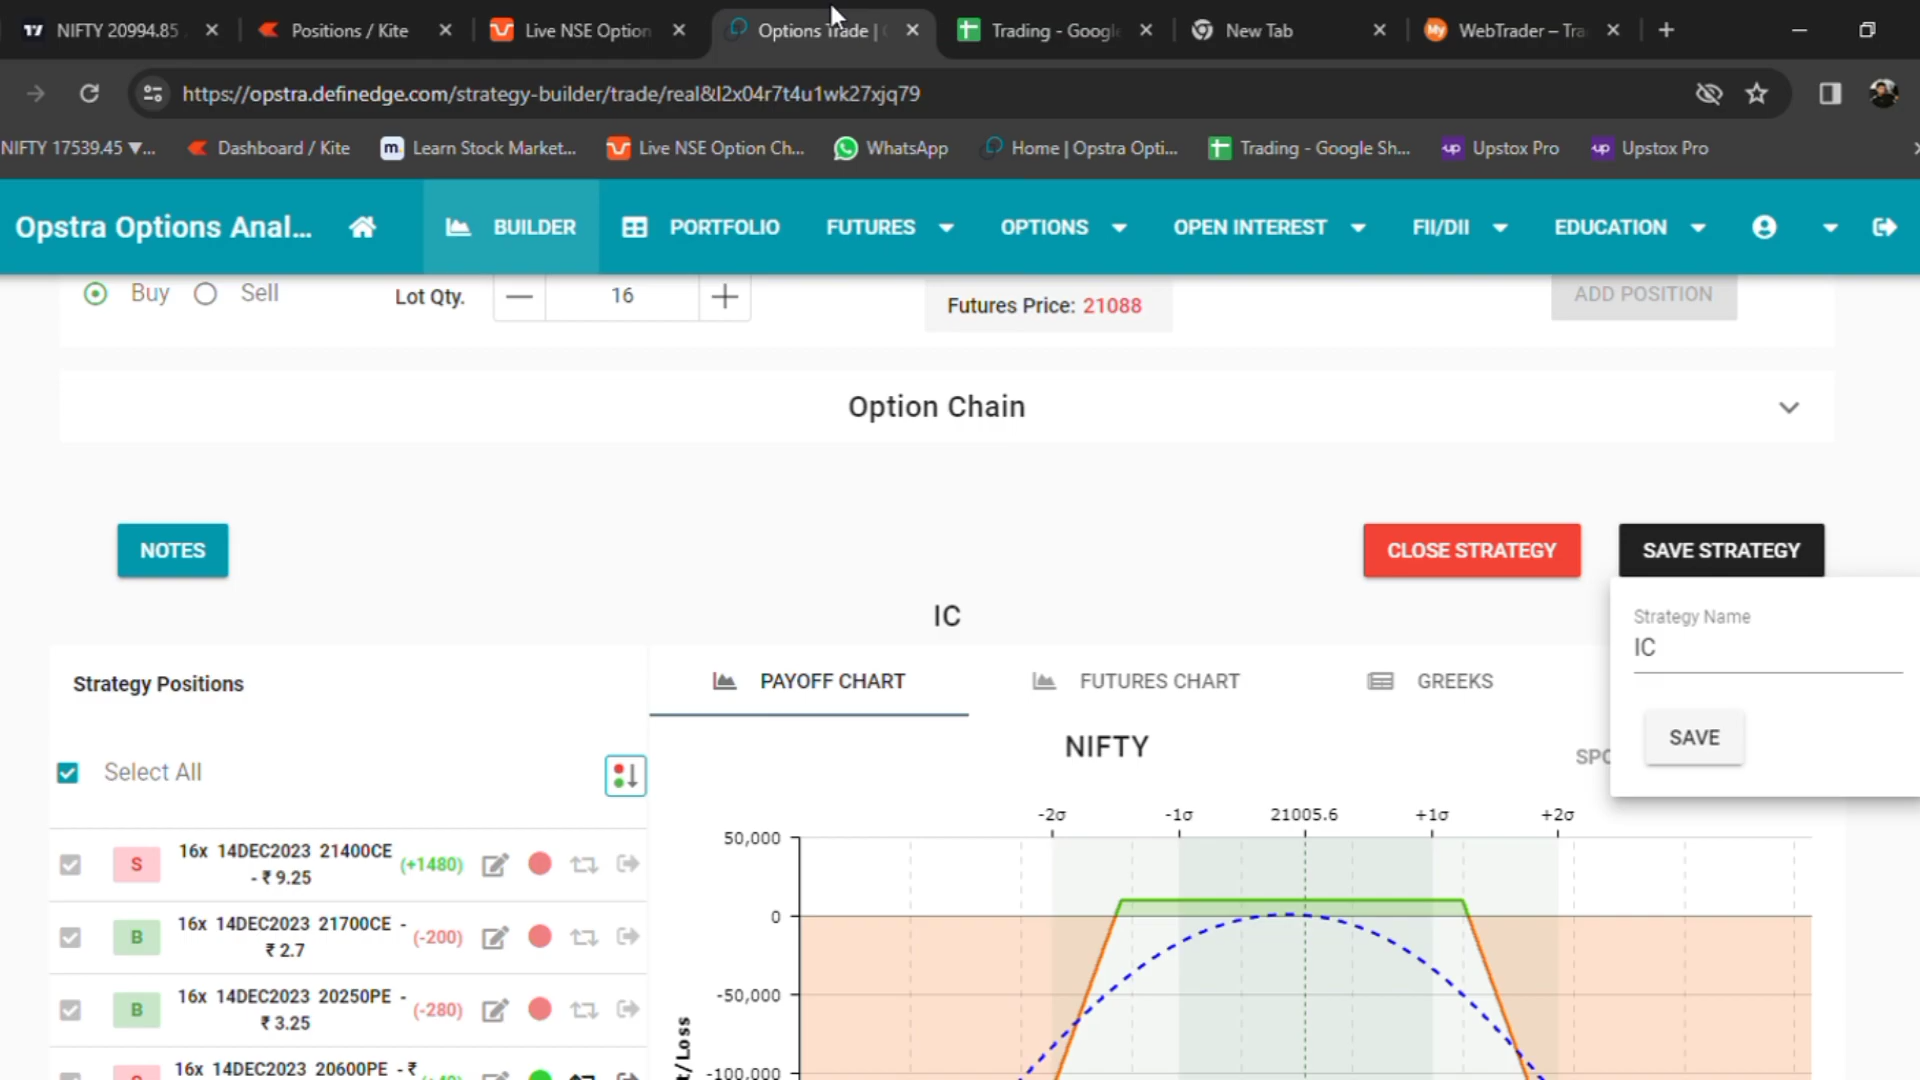 NIFTY 20994.85
Positions / Kite
Live NSE Option
Options Trade |
Trading - Google
New Tab
WebTrader – Tra
https://opstra.definedge.com/strategy-builder/trade/real&l2x04r7t4u1wk27xjq79
NIFTY 17539.45 ▼...
Dashboard / Kite
Learn Stock Market...
Live NSE Option Ch...
WhatsApp
Home | Opstra Opti...
Trading - Google Sh...
Upstox Pro
Upstox Pro
Opstra Options Anal...
BUILDER
PORTFOLIO
FUTURES
OPTIONS
OPEN INTEREST
FII/DII
EDUCATION
Buy
Sell
Lot Qty.
16
Futures Price: 21088
ADD POSITION
Option Chain
NOTES
CLOSE STRATEGY
SAVE STRATEGY
IC
Strategy Name
IC
SAVE
Strategy Positions
PAYOFF CHART
FUTURES CHART
GREEKS
NIFTY
SPO
Select All
-2σ
-1σ
21005.6
+1σ
+2σ
50,000
0
-50,000
-100,000
t/Loss
S
16x 14DEC2023 21400CE
- ₹ 9.25
(+1480)
B
16x 14DEC2023 21700CE -
₹ 2.7
(-200)
B
16x 14DEC2023 20250PE -
₹ 3.25
(-280)
16x 14DEC2023 20600PE - ₹